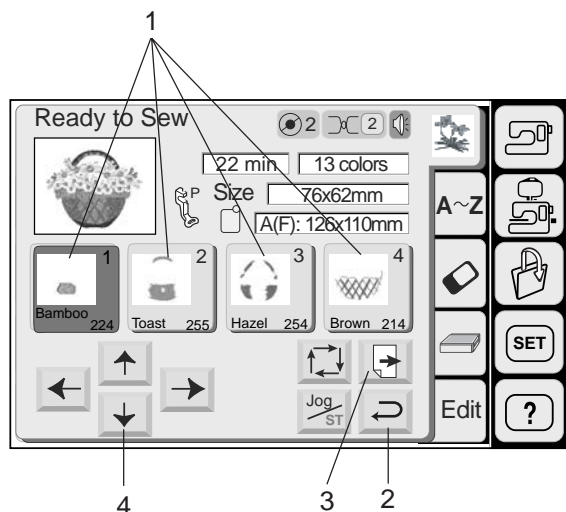 1
Ready to Sew
2
2
22 min
13 colors
P
Size
76x62mm
A(F): 126x110mm
A~Z
1
2
3
4
Bamboo
224
Toast
255
Hazel
254
Brown
214
SET
Jog
ST
Edit
?
4
3
2